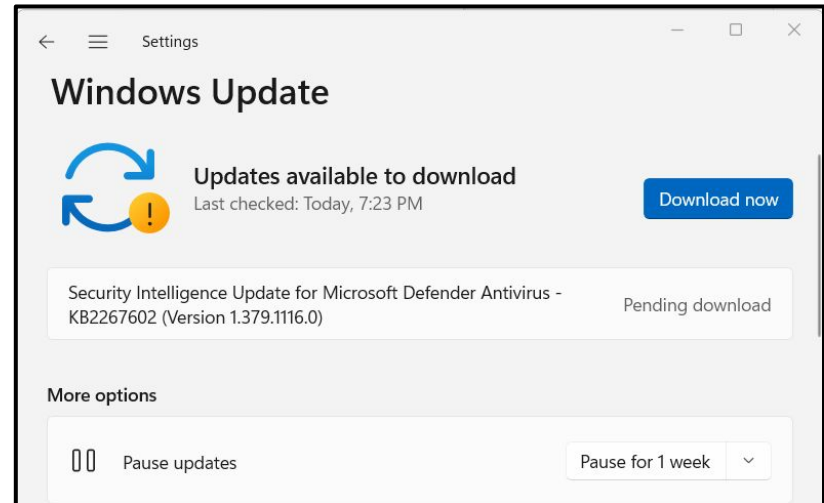 Settings
Windows Update
Updates available to download
Last checked: Today, 7:23 PM
Download now
Security Intelligence Update for Microsoft Defender Antivirus -
KB2267602 (Version 1.379.1116.0)
Pending download
More options
Pause updates
Pause for 1 week